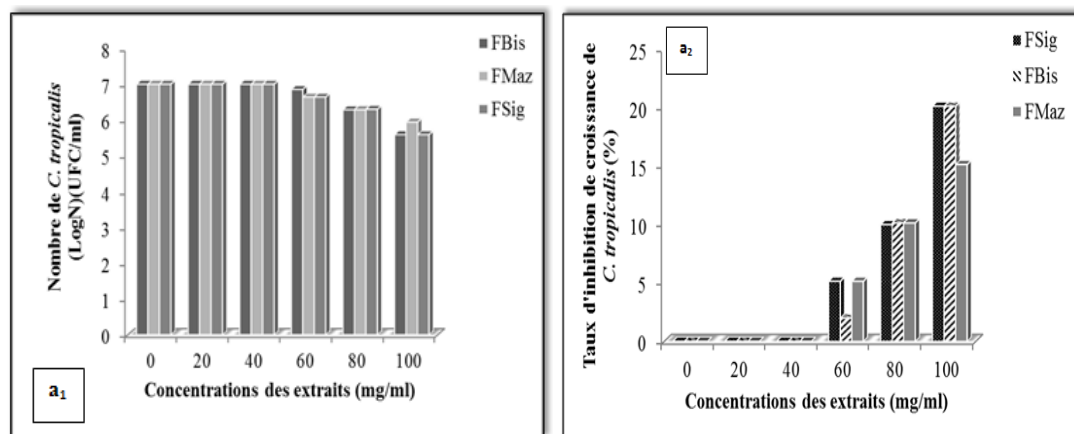 8
7
6
5
4
3
2
1
0
Nombre de C. tropicalis
(LogN)(UFC/ml)
0 20 40 60 80 100
Concentrations des extraits (mg/ml)
FBis
FMaz
FSig
a₁
a₂
25
20
15
10
5
0
Taux d'inhibition de croissance de
C. tropicalis (%)
0 20 40 60 80 100
Concentrations des extraits (mg/ml)
FSig
FBis
FMaz